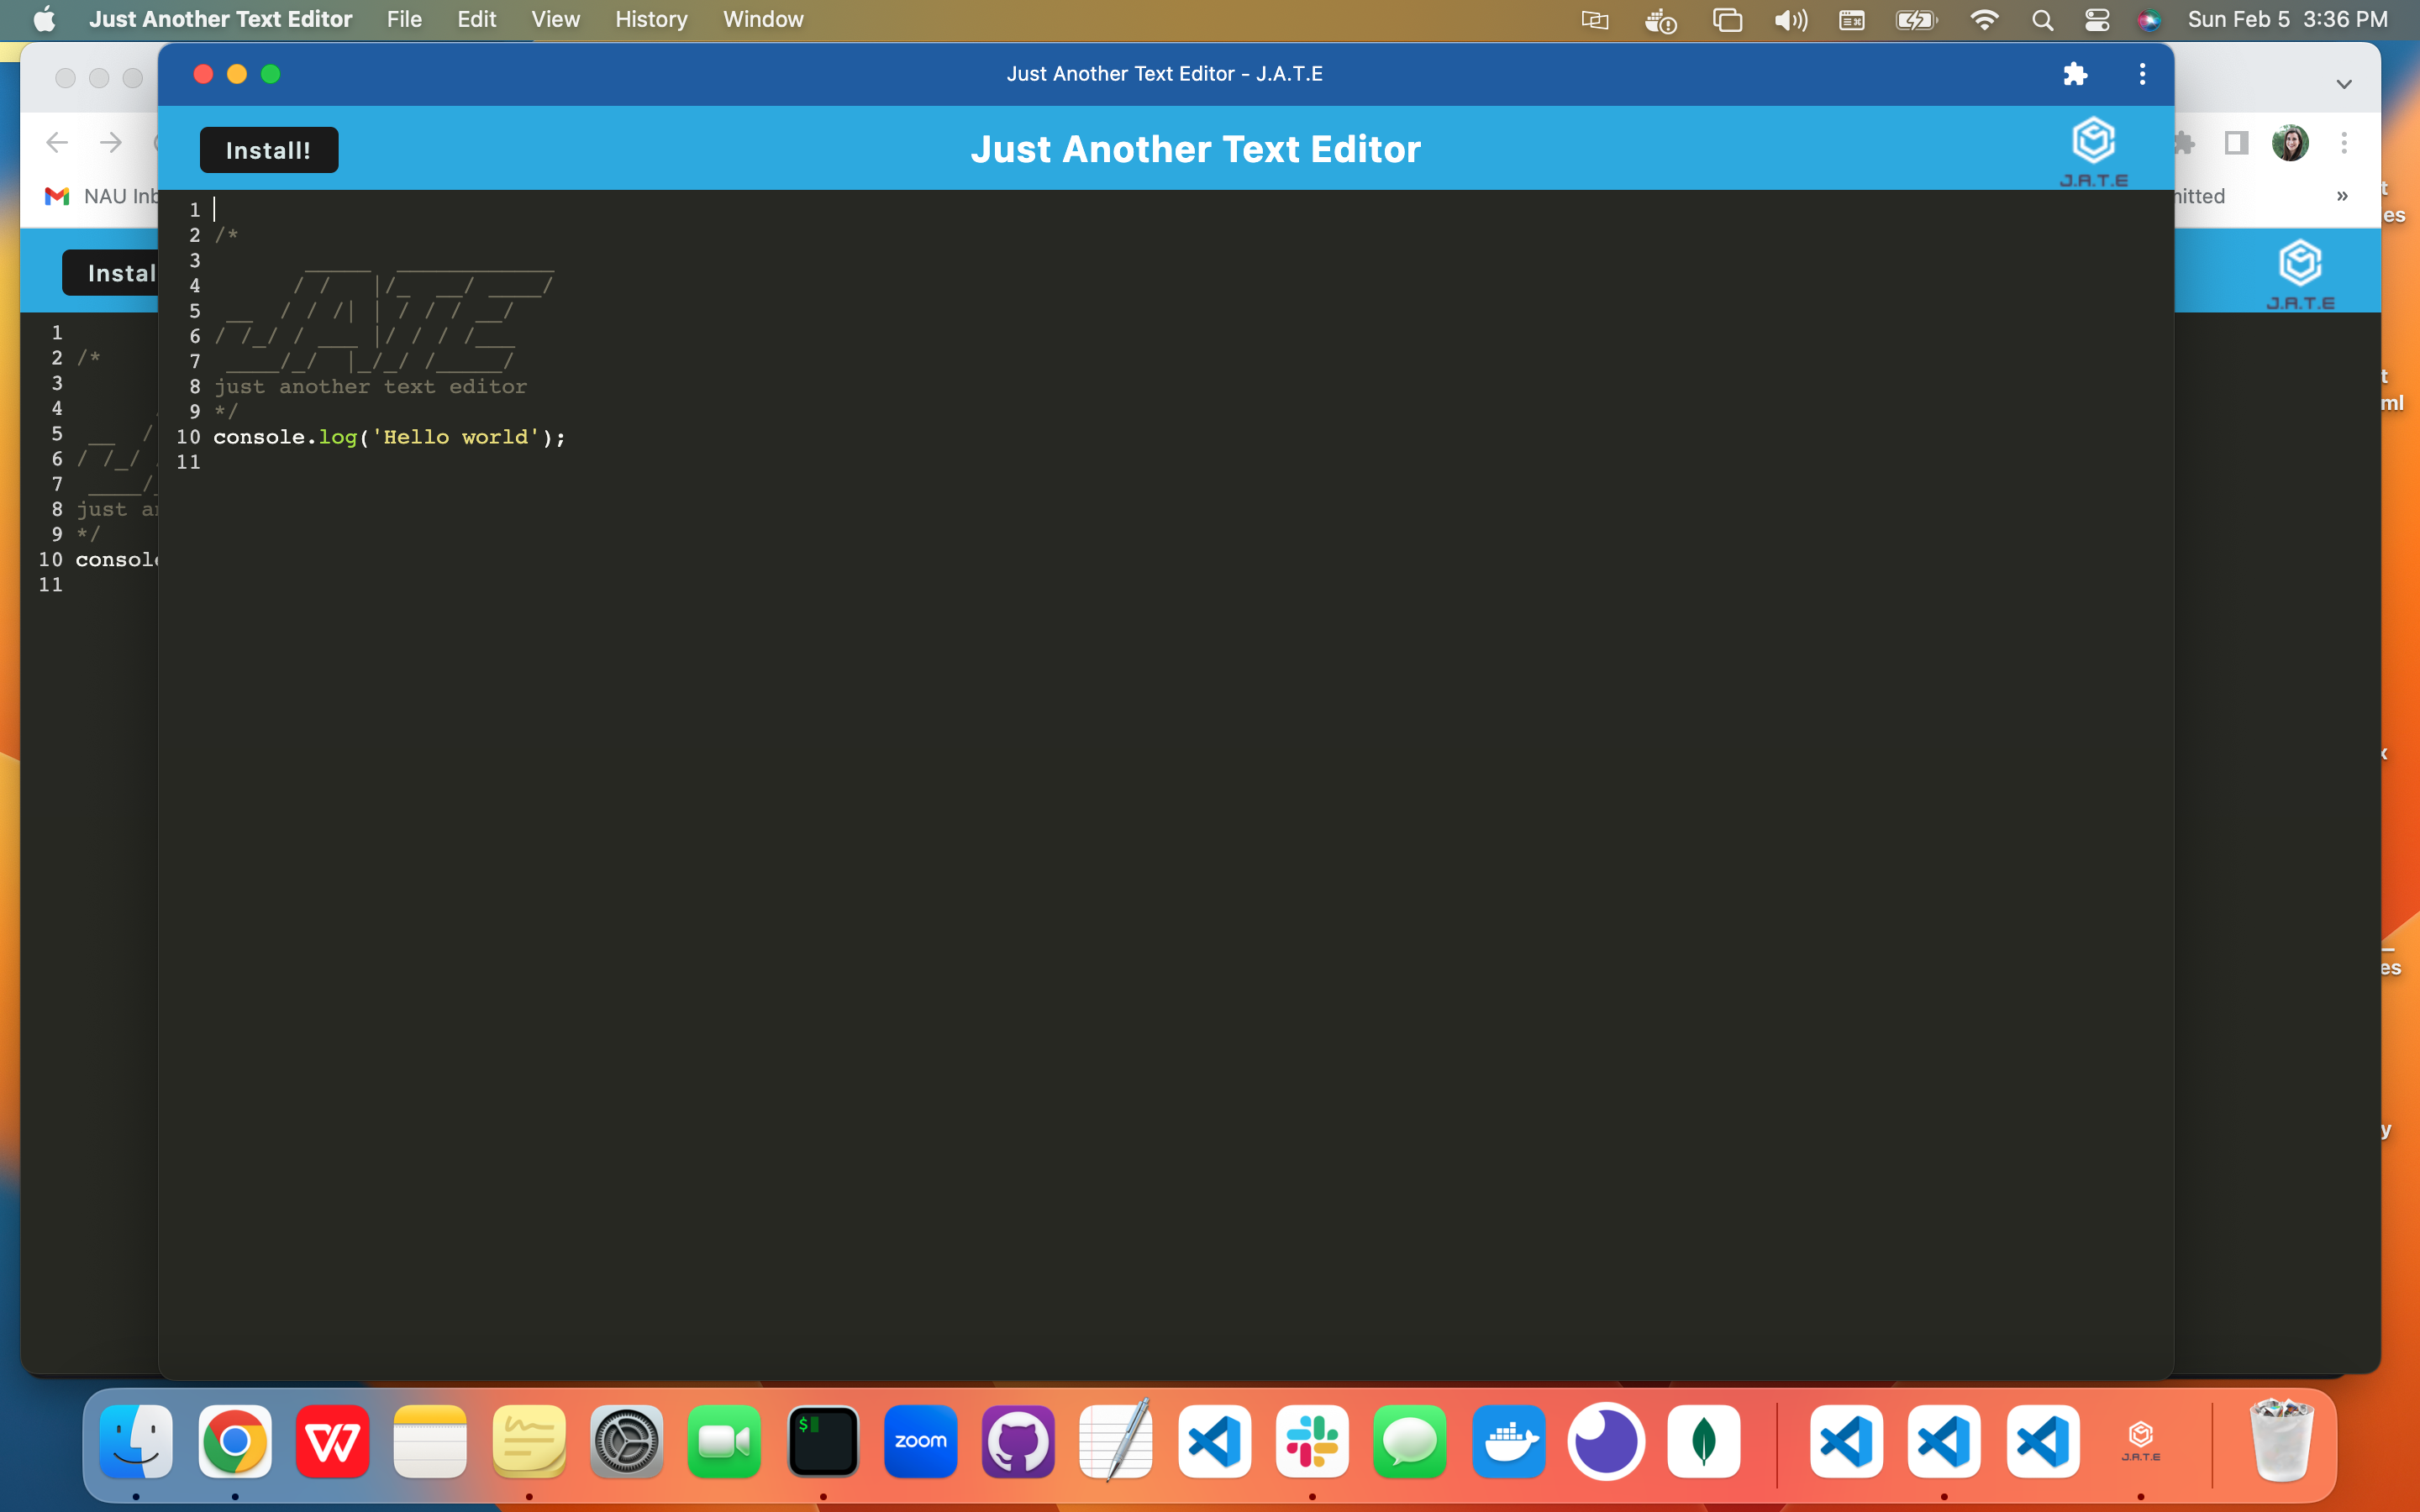 Just Another Text Editor File Edit View History Window Sun Feb 5 3:36 PM
Just Another Text Editor - J.A.T.E
Install! Just Another Text Editor J.A.T.E
NAU
Instal
J.A.T.E
1
2 /*
3
4
5
6
7
8 just another text editor
9 */
10 console.log('Hello world');
11
1
2 /*
3
4
5
6
7
8 just
9 */
10 consol
11
zoom
$
J.A.T.E